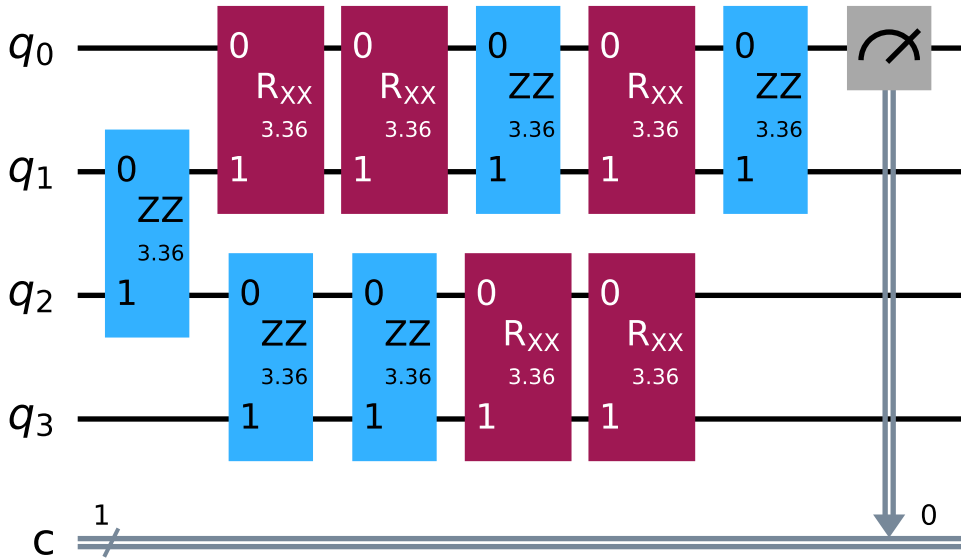 q0 0 0 0 0 0
RXX RXX ZZ RXX ZZ
3.36 3.36 3.36 3.36 3.36
q1 0 1 1 1 1 1
ZZ
3.36
q2 1 0 0 0 0
ZZ ZZ RXX RXX
3.36 3.36 3.36 3.36
q3 1 1 1 1
1 0
c